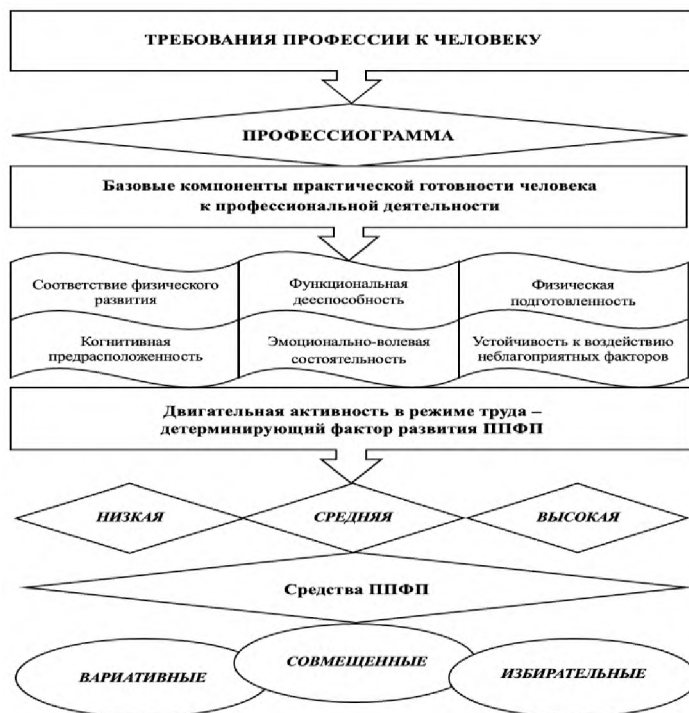 ТРЕБОВАНИЯ ПРОФЕССИИ К ЧЕЛОВЕКУ
ПРОФЕССИОГРАММА
Базовые компоненты практической готовности человека
к профессиональной деятельности
Соответствие физического
развития
Функциональная
дееспособность
Физическая
подготовленность
Когнитивная
предрасположенность
Эмоционально-волевая
состоятельность
Устойчивость к воздействию
неблагоприятных факторов
Двигательная активность в режиме труда –
детерминирующий фактор развития ППФП
НИЗКАЯ
СРЕДНЯЯ
ВЫСОКАЯ
Средства ППФП
ВАРИАТИВНЫЕ
СОВМЕЩЕННЫЕ
ИЗБИРАТЕЛЬНЫЕ